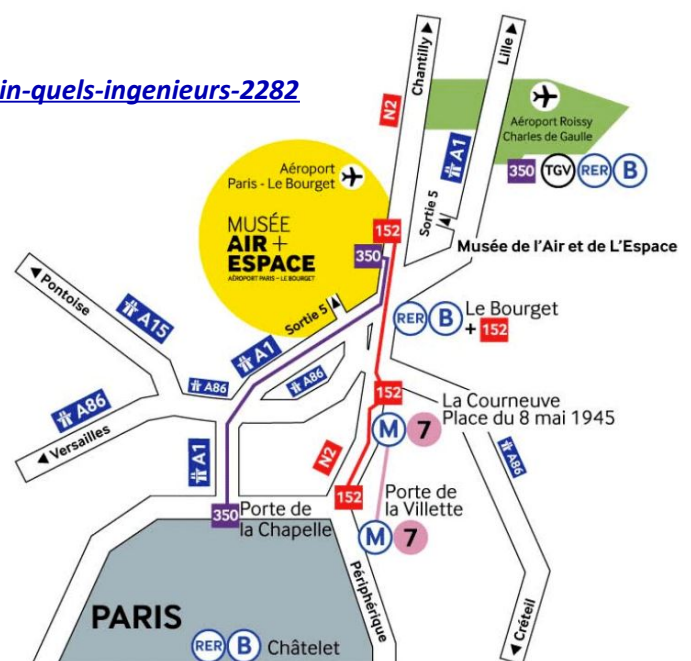 in-quels-ingenieurs-2282
Chantilly
Lille
N2
A1
Aéroport Roissy
Charles de Gaulle
350 TGV RER B
Aéroport
Paris - Le Bourget
MUSÉE
AIR +
ESPACE
AÉROPORT PARIS – LE BOURGET
152
350
Sortie 5
Musée de l'Air et de L'Espace
Pontoise
A15
Sortie 5
A1
RER B Le Bourget
+ 152
A86
A86
A86
Versailles
A1
152
La Courneuve
Place du 8 mai 1945
M 7
N2
A86
152
Porte de
la Villette
M 7
350
Porte de
la Chapelle
Périphérique
Créteil
PARIS
RER B Châtelet